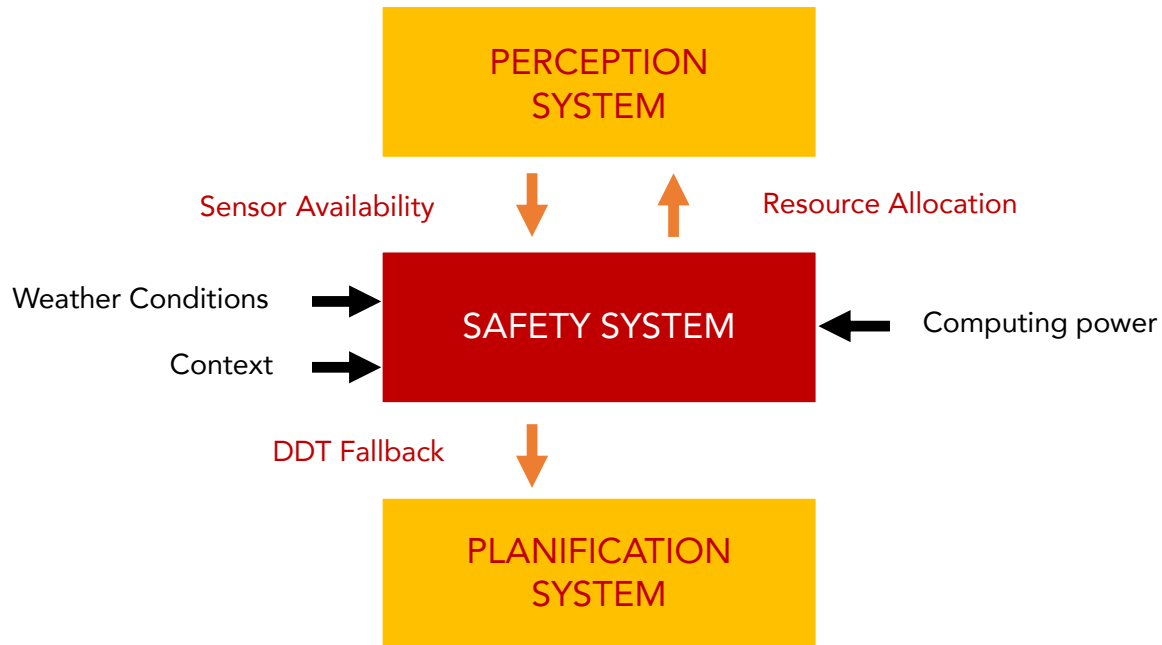 PERCEPTION
SYSTEM
Sensor Availability
Resource Allocation
Weather Conditions
SAFETY SYSTEM
Computing power
Context
DDT Fallback
PLANIFICATION
SYSTEM